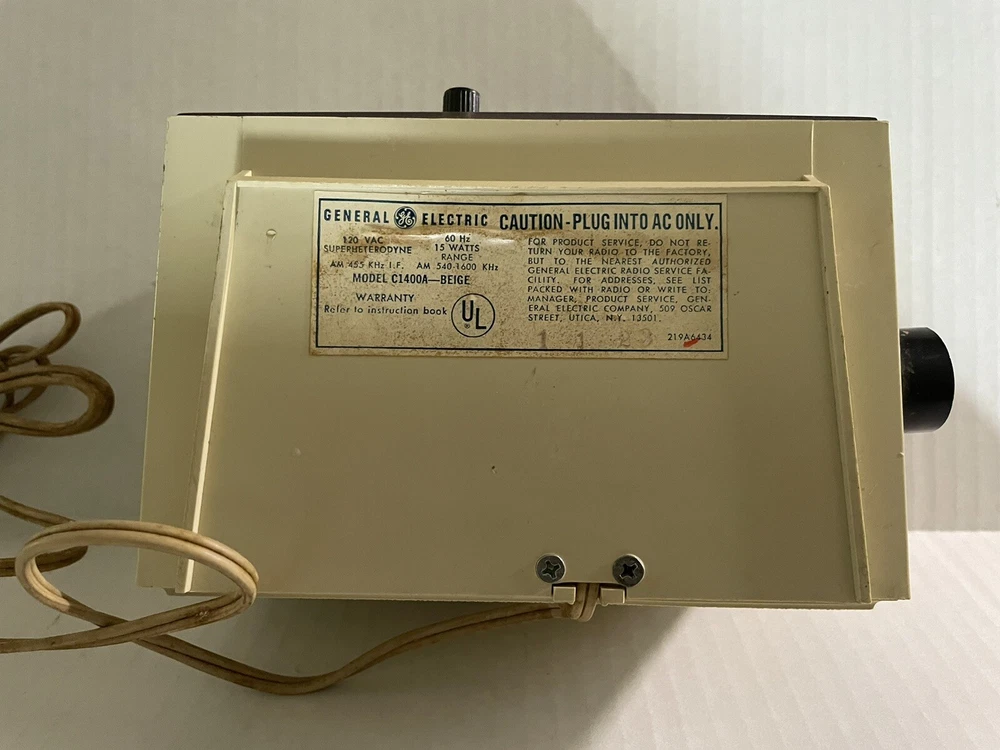 GENERAL GE ELECTRIC CAUTION-PLUG INTO AC ONLY.
120 VAC 60 Hz
SUPERHETERODYNE 15 WATTS
RANGE
AM 455 KHz I.F. AM 540-1600 KHz
MODEL C1400A—BEIGE
WARRANTY
Refer to instruction book
UL
®
FOR PRODUCT SERVICE, DO NOT RE-
TURN YOUR RADIO TO THE FACTORY,
BUT TO THE NEAREST AUTHORIZED
GENERAL ELECTRIC RADIO SERVICE FA-
CILITY. FOR ADDRESSES, SEE LIST
PACKED WITH RADIO OR WRITE TO:
MANAGER, PRODUCT SERVICE, GEN-
ERAL ELECTRIC COMPANY, 509 OSCAR
STREET, UTICA, N.Y. 13501.
219A6434